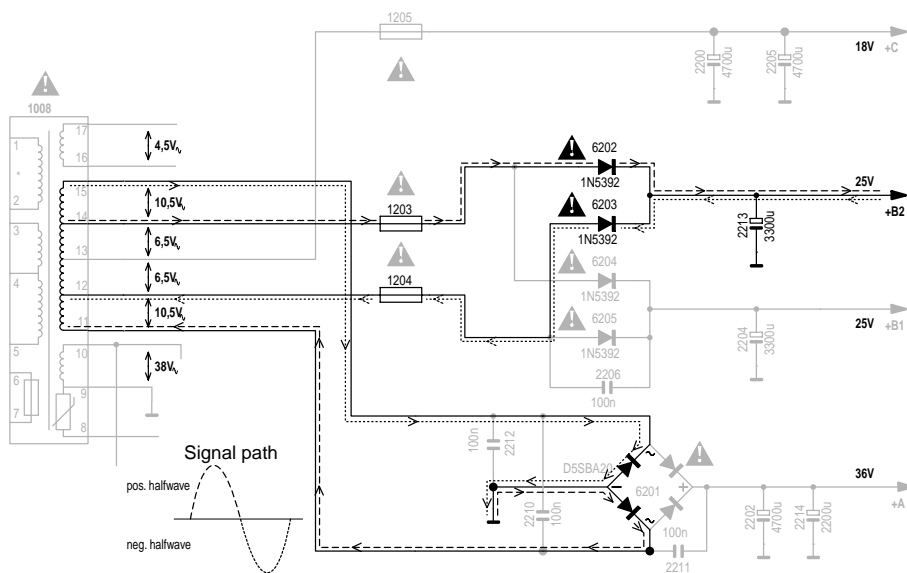 1205
18V +C
2200
4700u
2205
4700u
1008
17
16
4,5V
6202
1N5392
1
2
15
14
10,5V
1203
6203
1N5392
25V
+B2
2213
3300u
3
13
6,5V
6204
1N5392
4
12
6,5V
1204
11
10,5V
6205
1N5392
25V +B1
2204
3300u
5
10
38V
6
7
9
8
2206
100n
Signal path
pos. halfwave
neg. halfwave
100n
2212
2210
100n
D5SBA20
6201
~
~
-
+
100n
2211
36V
+A
2202
4700u
2214
2200u